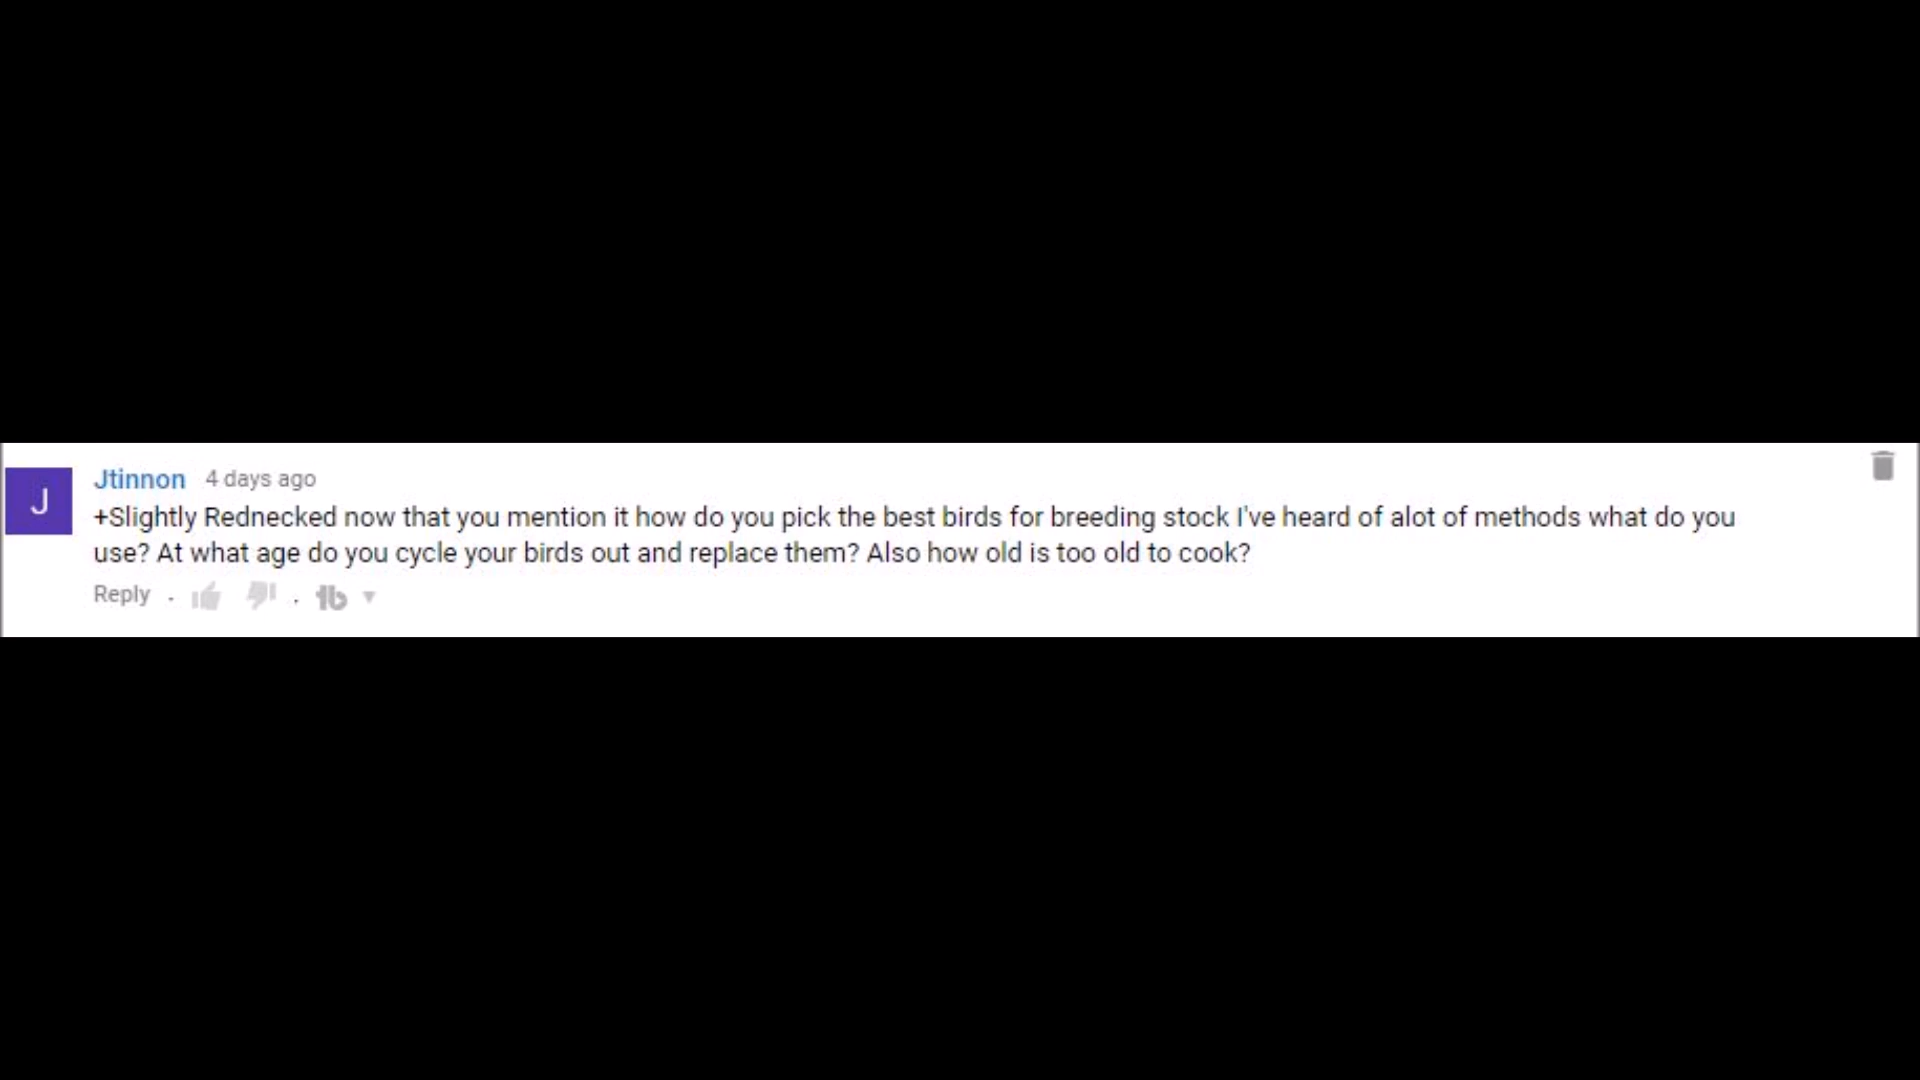 J
Jtinnon 4 days ago
+Slightly Rednecked now that you mention it how do you pick the best birds for breeding stock I've heard of alot of methods what do you
use? At what age do you cycle your birds out and replace them? Also how old is too old to cook?
Reply . . tb